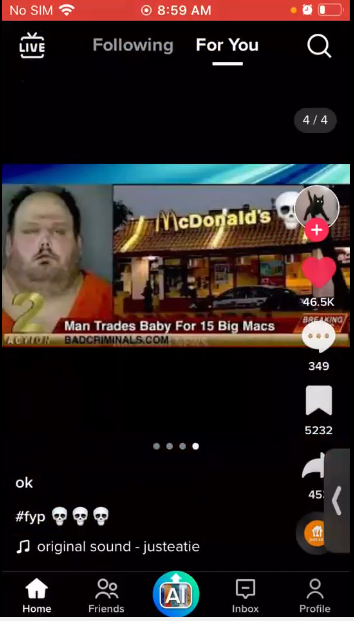 No SIM 8:59 AM
LIVE
Following For You
4 / 4
McDonald's
46.5K
Man Trades Baby For 15 Big Macs
BREAKING
2
ACTION BADCRIMINALS.COM
349
5232
ok
#fyp 💀💀💀
original sound - justeatie
AI
Home Friends Inbox Profile